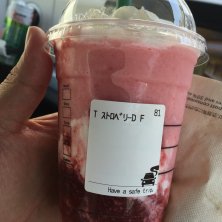 T ｽﾄﾛﾍﾞﾘｰD F 81
Have a safe trip